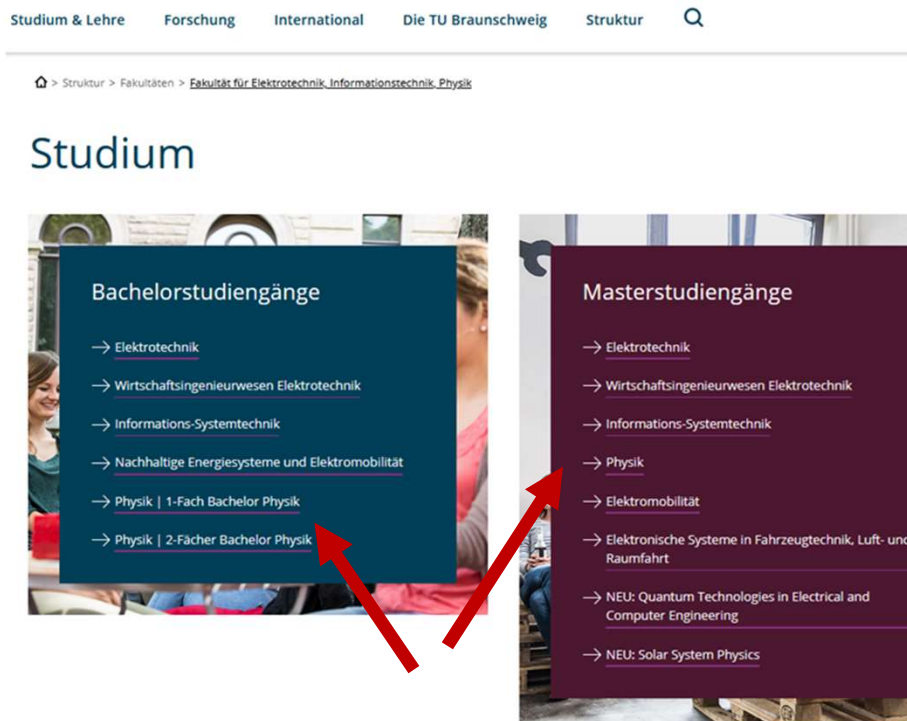 Studium & Lehre Forschung International Die TU Braunschweig Struktur
> Struktur > Fakultäten > Fakultät für Elektrotechnik, Informationstechnik, Physik
Studium
Bachelorstudiengänge
→ Elektrotechnik
→ Wirtschaftsingenieurwesen Elektrotechnik
→ Informations-Systemtechnik
→ Nachhaltige Energiesysteme und Elektromobilität
→ Physik | 1-Fach Bachelor Physik
→ Physik | 2-Fächer Bachelor Physik
Masterstudiengänge
→ Elektrotechnik
→ Wirtschaftsingenieurwesen Elektrotechnik
→ Informations-Systemtechnik
→ Physik
→ Elektromobilität
→ Elektronische Systeme in Fahrzeugtechnik, Luft- und
Raumfahrt
→ NEU: Quantum Technologies in Electrical and
Computer Engineering
→ NEU: Solar System Physics